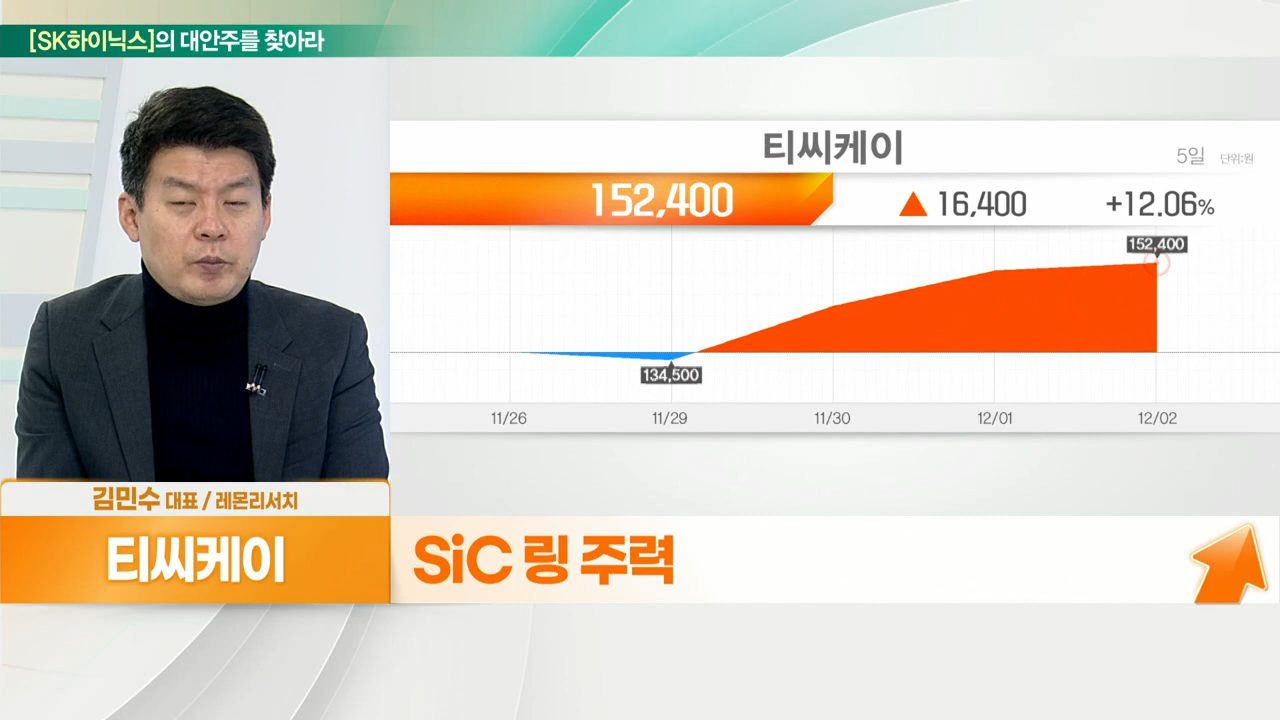 [SK하이닉스]의 대안주를 찾아라
티씨케이
5일 단위:원
152,400 ▲ 16,400 +12.06%
152,400
134,500
11/26 11/29 11/30 12/01 12/02
김민수 대표 / 레몬리서치
티씨케이
SiC 링 주력